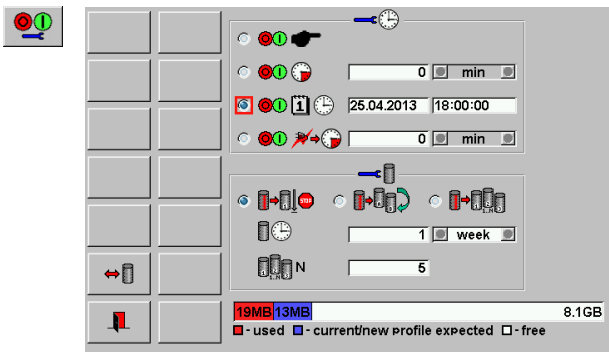 0 min
25.04.2013 18:00:00
0 min
STOP
1 week
N 5
19MB 13MB 8.1GB
- used - current/new profile expected - free